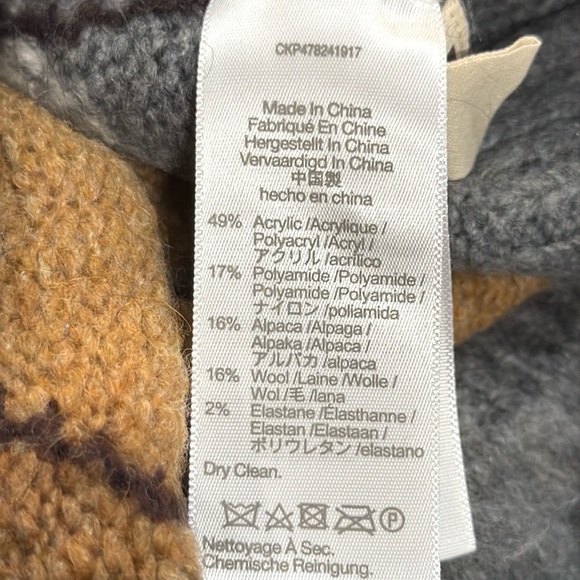 CKP478241917
Made In China
Fabriqué En Chine
Hergestellt In China
Vervaardigd In China
中国製
hecho en china
49% Acrylic /Acrylique /
Polyacryl /Acryl /
アクリル /acrílico
17% Polyamide /Polyamide /
Polyamide /Polyamide /
ナイロン /poliamida
16% Alpaca /Alpaga /
Alpaka /Alpaca /
アルパカ /alpaca
16% Wool /Laine /Wolle /
Wol /毛 /lana
2% Elastane /Elasthanne /
Elastan /Elastaan /
ポリウレタン /elastano
Dry Clean.
P
Nettoyage À Sec.
Chemische Reinigung.